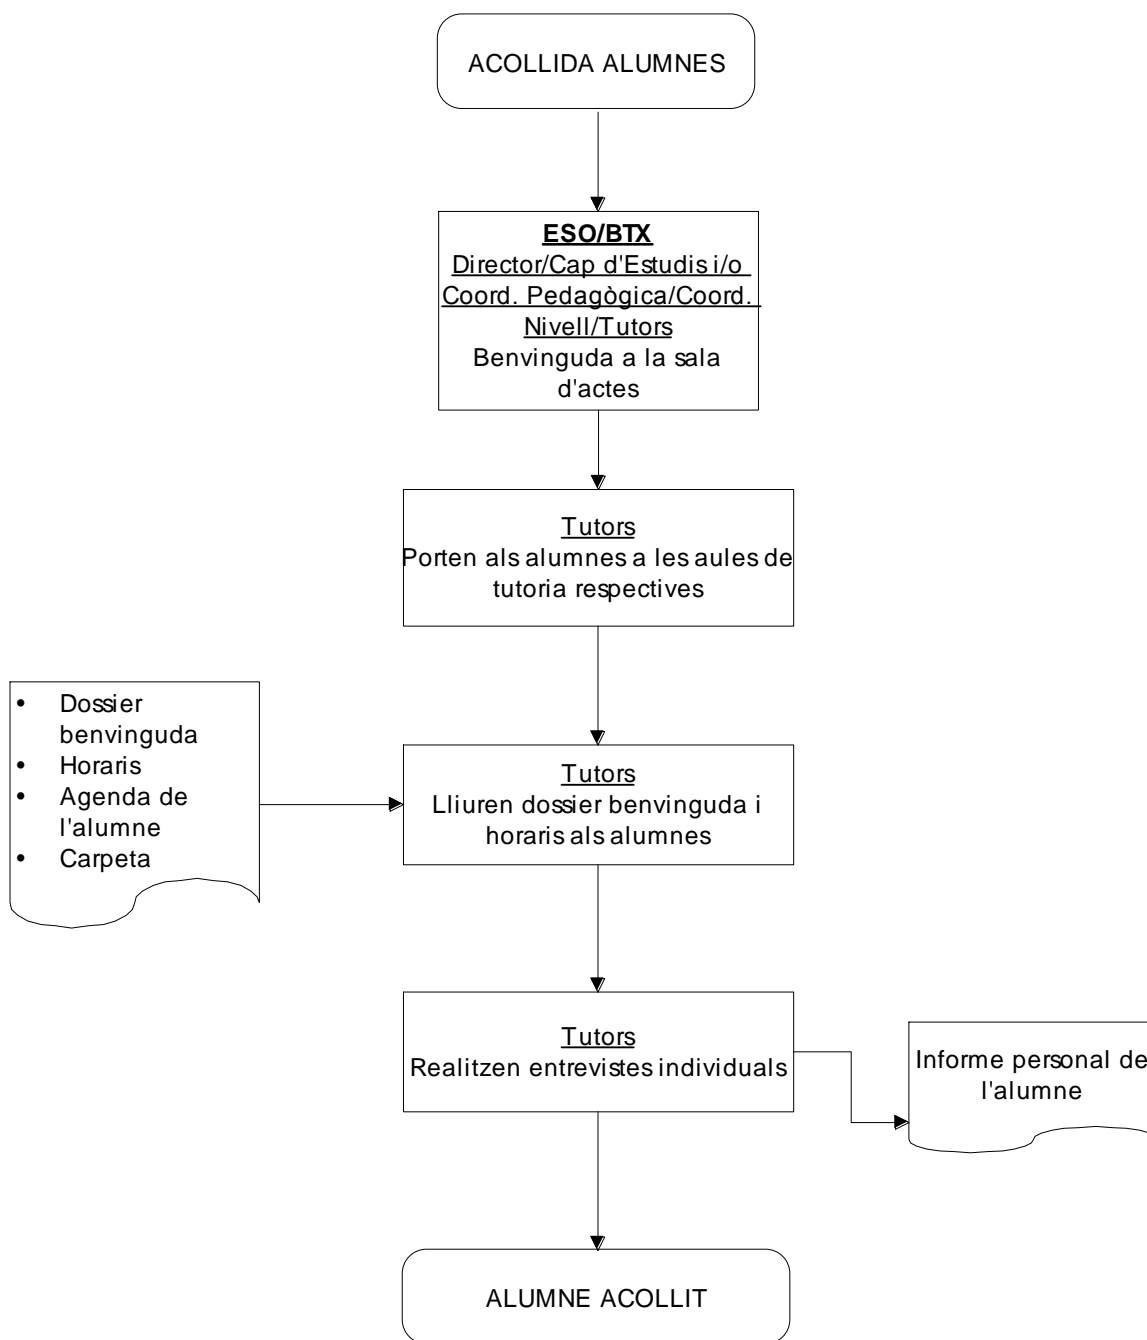 ACOLLIDA ALUMNES
ESO/BTX
Director/Cap d'Estudis i/o
Coord. Pedagògica/Coord.
Nivell/Tutors
Benvinguda a la sala
d'actes
Tutors
Porten als alumnes a les aules de
tutoria respectives
• Dossier
benvinguda
• Horaris
• Agenda de
l'alumne
• Carpeta
Tutors
Lliuren dossier benvinguda i
horaris als alumnes
Tutors
Realitzen entrevistes individuals
Informe personal de
l'alumne
ALUMNE ACOLLIT